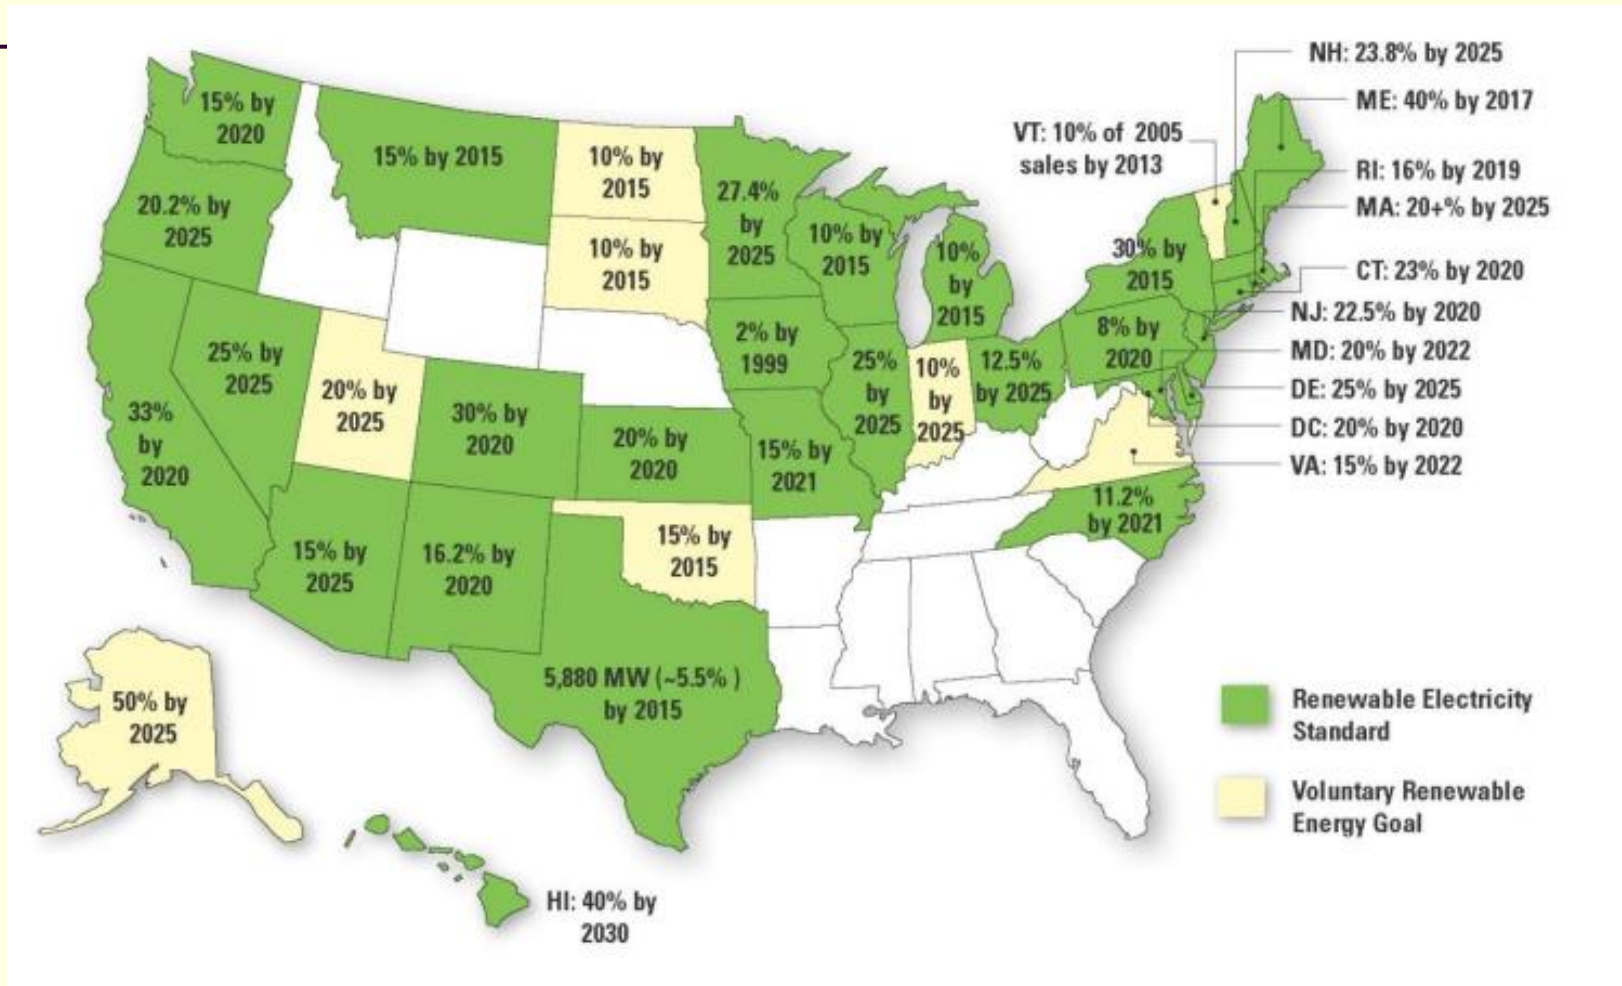 NH: 23.8% by 2025
ME: 40% by 2017
VT: 10% of 2005
sales by 2013
RI: 16% by 2019
MA: 20+% by 2025
CT: 23% by 2020
NJ: 22.5% by 2020
MD: 20% by 2022
DE: 25% by 2025
DC: 20% by 2020
VA: 15% by 2022
15% by
2020
15% by 2015
10% by
2015
27.4%
by
2025
20.2% by
2025
10% by
2015
10% by
2015
10%
by
2015
30% by
2015
25% by
2025
2% by
1999
25%
by
2025
10%
by
2025
12.5%
by 2025
8% by
2020
33%
by
2020
20% by
2025
30% by
2020
20% by
2020
15% by
2021
11.2%
by 2021
15% by
2025
16.2% by
2020
15% by
2015
5,880 MW (~5.5% )
by 2015
50% by
2025
HI: 40% by
2030
Renewable Electricity
Standard
Voluntary Renewable
Energy Goal